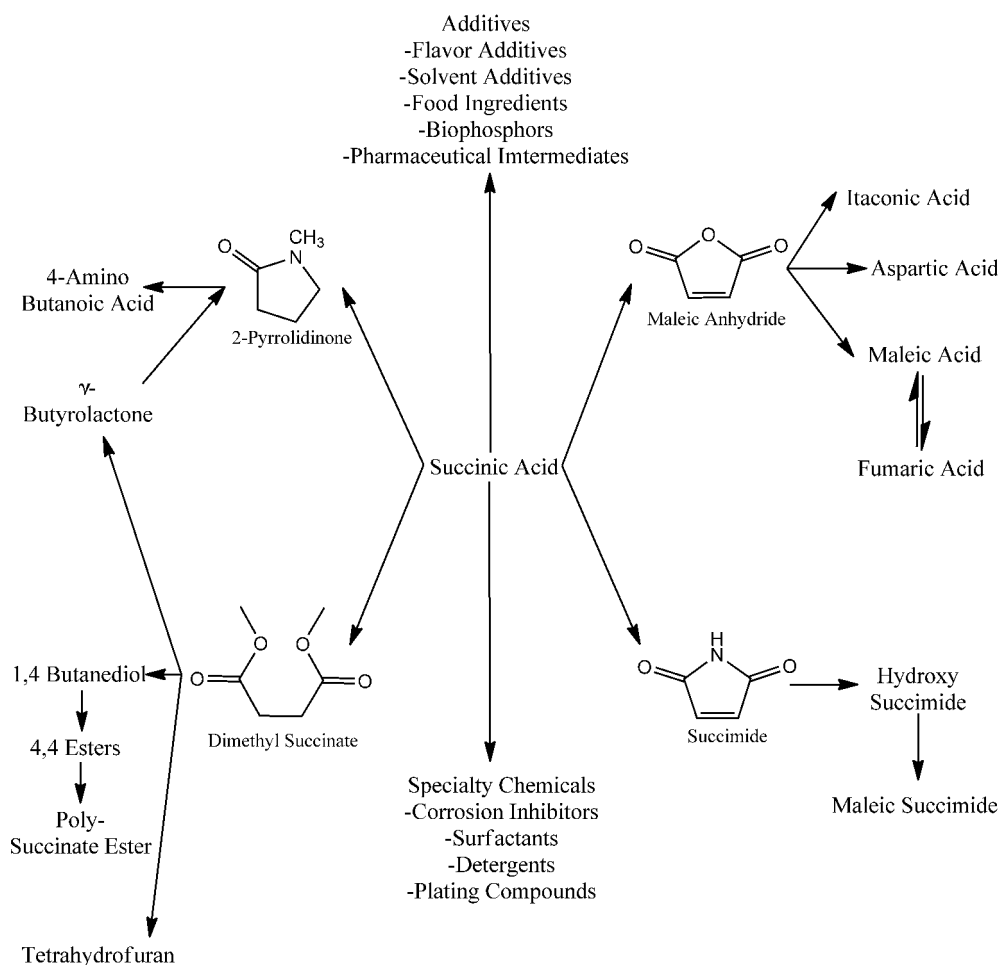 Additives
-Flavor Additives
-Solvent Additives
-Food Ingredients
-Biophosphors
-Pharmaceutical Imtermediates
O
CH3
N
2-Pyrrolidinone
4-Amino
Butanoic Acid
γ-
Butyrolactone
O
O
O
Maleic Anhydride
Itaconic Acid
Aspartic Acid
Maleic Acid
Fumaric Acid
Succinic Acid
O
O
O
O
Dimethyl Succinate
1,4 Butanediol
4,4 Esters
Poly-
Succinate Ester
Tetrahydrofuran
H
N
O
O
Succimide
Hydroxy
Succimide
Maleic Succimide
Specialty Chemicals
-Corrosion Inhibitors
-Surfactants
-Detergents
-Plating Compounds